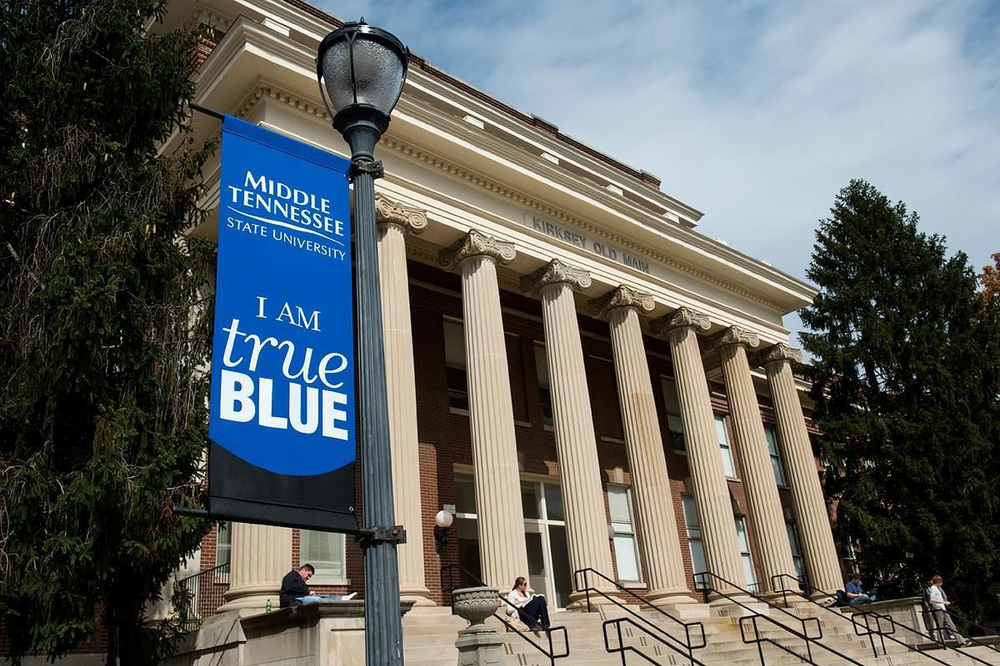 MIDDLE
TENNESSEE
STATE UNIVERSITY
I AM
true
BLUE
KIRKSEY OLD MAIN